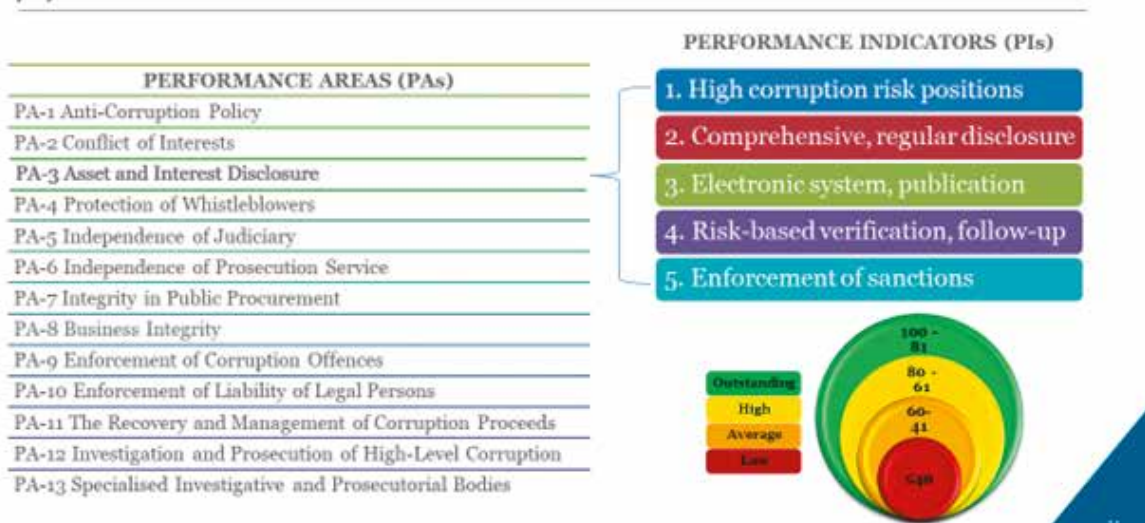 PERFORMANCE AREAS (PAs)
PA-1 Anti-Corruption Policy
PA-2 Conflict of Interests
PA-3 Asset and Interest Disclosure
PA-4 Protection of Whistleblowers
PA-5 Independence of Judiciary
PA-6 Independence of Prosecution Service
PA-7 Integrity in Public Procurement
PA-8 Business Integrity
PA-9 Enforcement of Corruption Offences
PA-10 Enforcement of Liability of Legal Persons
PA-11 The Recovery and Management of Corruption Proceeds
PA-12 Investigation and Prosecution of High-Level Corruption
PA-13 Specialised Investigative and Prosecutorial Bodies
PERFORMANCE INDICATORS (PIs)
1. High corruption risk positions
2. Comprehensive, regular disclosure
3. Electronic system, publication
4. Risk-based verification, follow-up
5. Enforcement of sanctions
Outstanding
High
Average
Low
100 -
81
80 -
61
60-
41
≤40